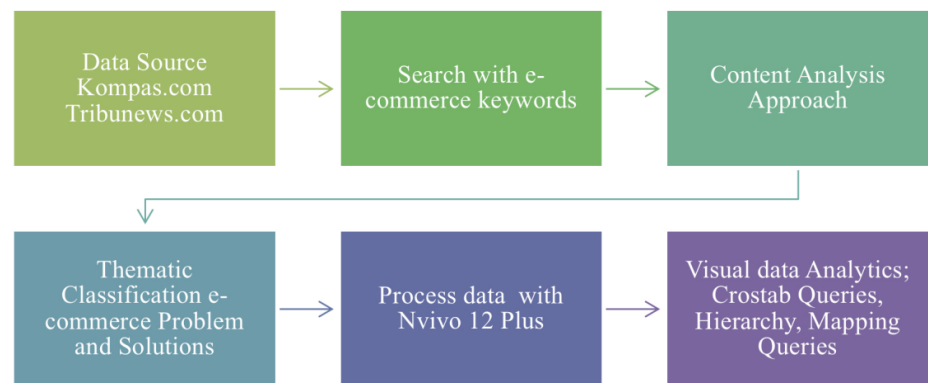 Data Source
Kompas.com
Tribunews.com
Search with e-
commerce keywords
Content Analysis
Approach
Thematic
Classification e-
commerce Problem
and Solutions
Process data with
Nvivo 12 Plus
Visual data Analytics;
Crostab Queries,
Hierarchy, Mapping
Queries